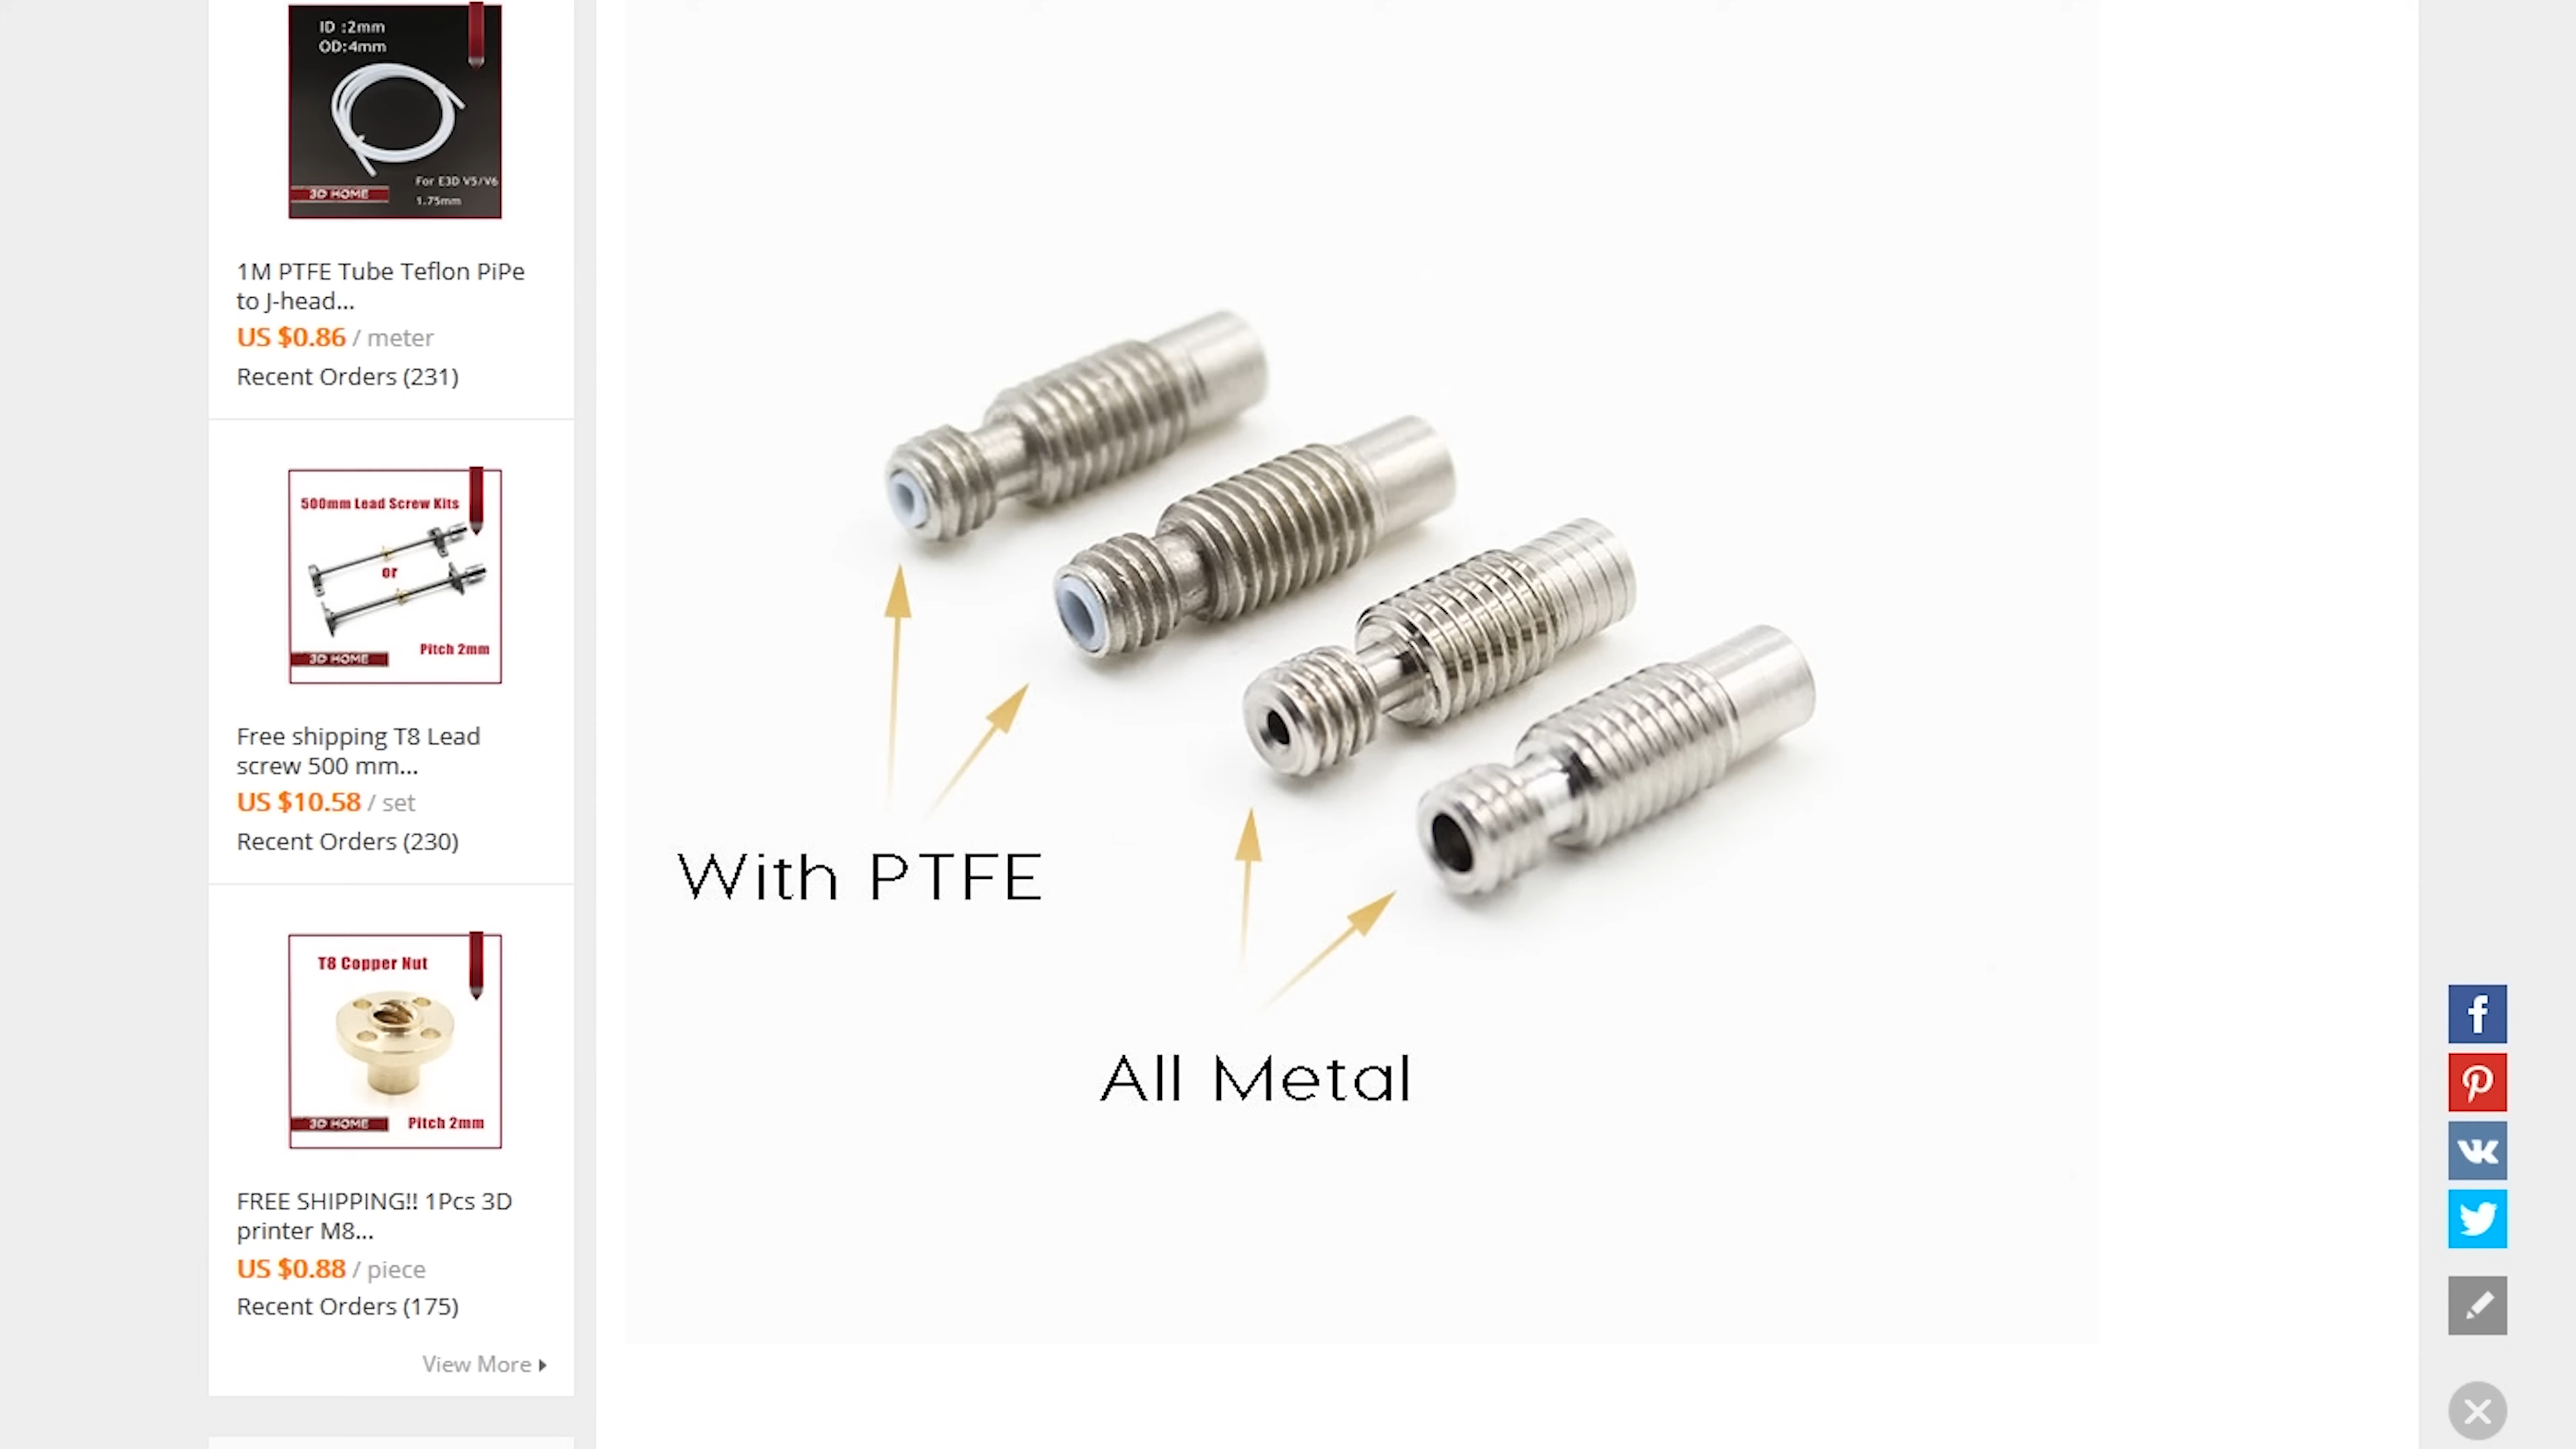 ID :2mm
OD:4mm
For E3D V5/V6
3D HOME
1.75mm
1M PTFE Tube Teflon PiPe
to J-head...
US $0.86 / meter
Recent Orders (231)
500mm Lead Screw Kits
or
Pitch 2mm
3D HOME
Free shipping T8 Lead
screw 500 mm...
US $10.58 / set
Recent Orders (230)
T8 Copper Nut
3D HOME
Pitch 2mm
FREE SHIPPING!! 1Pcs 3D
printer M8...
US $0.88 / piece
Recent Orders (175)
View More
With PTFE
All Metal